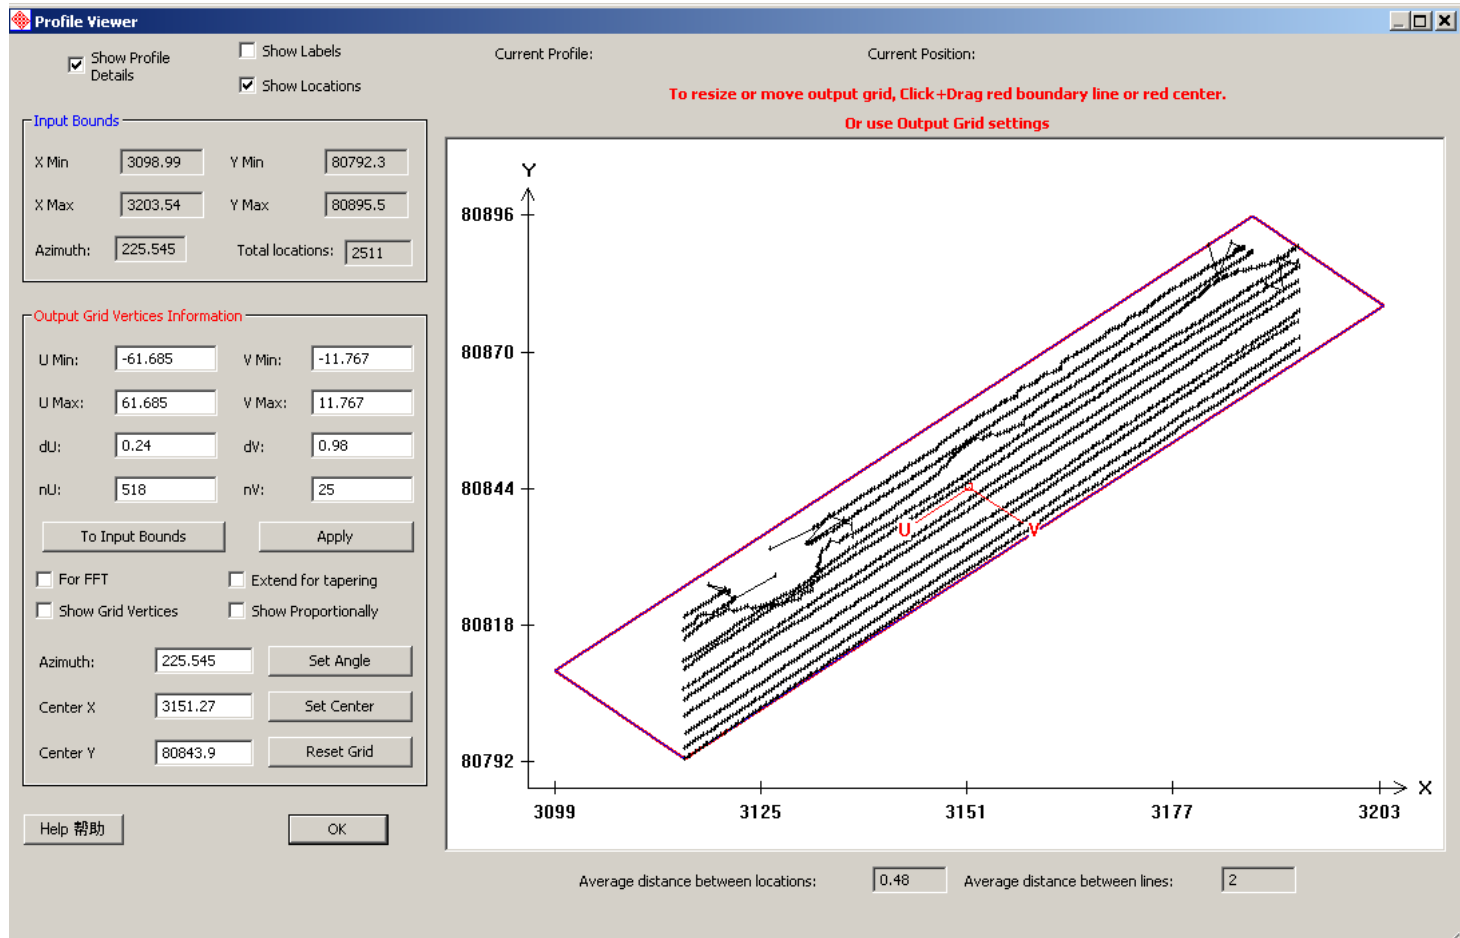 Profile Viewer
Show Profile Details
Show Labels
Show Locations
Current Profile:
Current Position:
To resize or move output grid, Click+Drag red boundary line or red center.
Or use Output Grid settings
Input Bounds
X Min 3098.99 Y Min 80792.3
X Max 3203.54 Y Max 80895.5
Azimuth: 225.545 Total locations: 2511
Output Grid Vertices Information
U Min: -61.685 V Min: -11.767
U Max: 61.685 V Max: 11.767
dU: 0.24 dV: 0.98
nU: 518 nV: 25
To Input Bounds Apply
For FFT Extend for tapering
Show Grid Vertices Show Proportionally
Azimuth: 225.545 Set Angle
Center X 3151.27 Set Center
Center Y 80843.9 Reset Grid
Help 帮助 OK
Y
80896
80870
80844
80818
80792
U V
3099 3125 3151 3177 3203 X
Average distance between locations: 0.48 Average distance between lines: 2